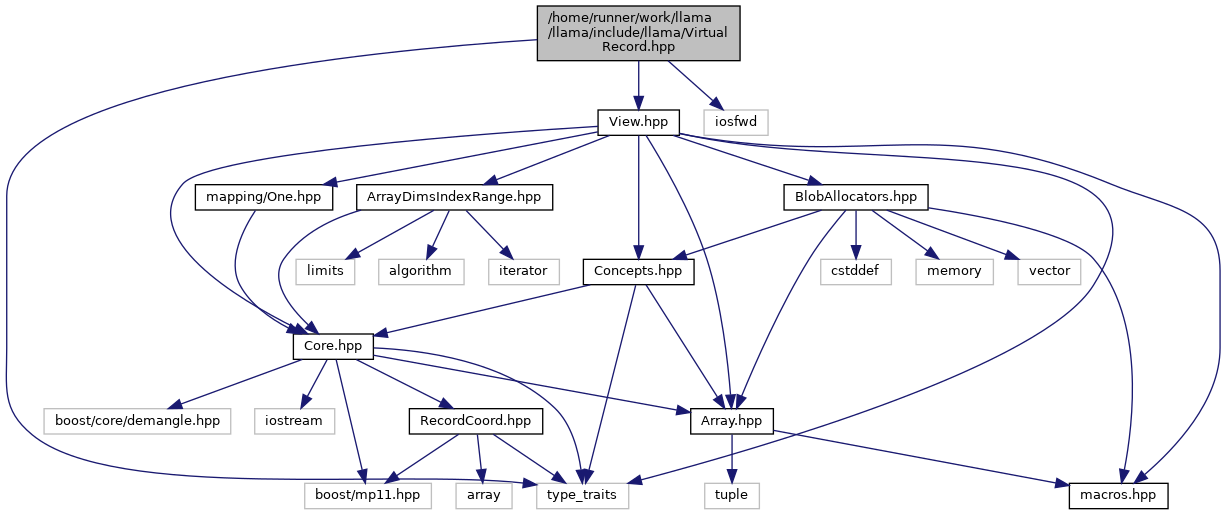 /home/runner/work/llama
/llama/include/llama/Virtual
Record.hpp
View.hpp
iosfwd
mapping/One.hpp
ArrayDimsIndexRange.hpp
BlobAllocators.hpp
limits
algorithm
iterator
Concepts.hpp
cstddef
memory
vector
Core.hpp
boost/core/demangle.hpp
iostream
RecordCoord.hpp
Array.hpp
boost/mp11.hpp
array
type_traits
tuple
macros.hpp